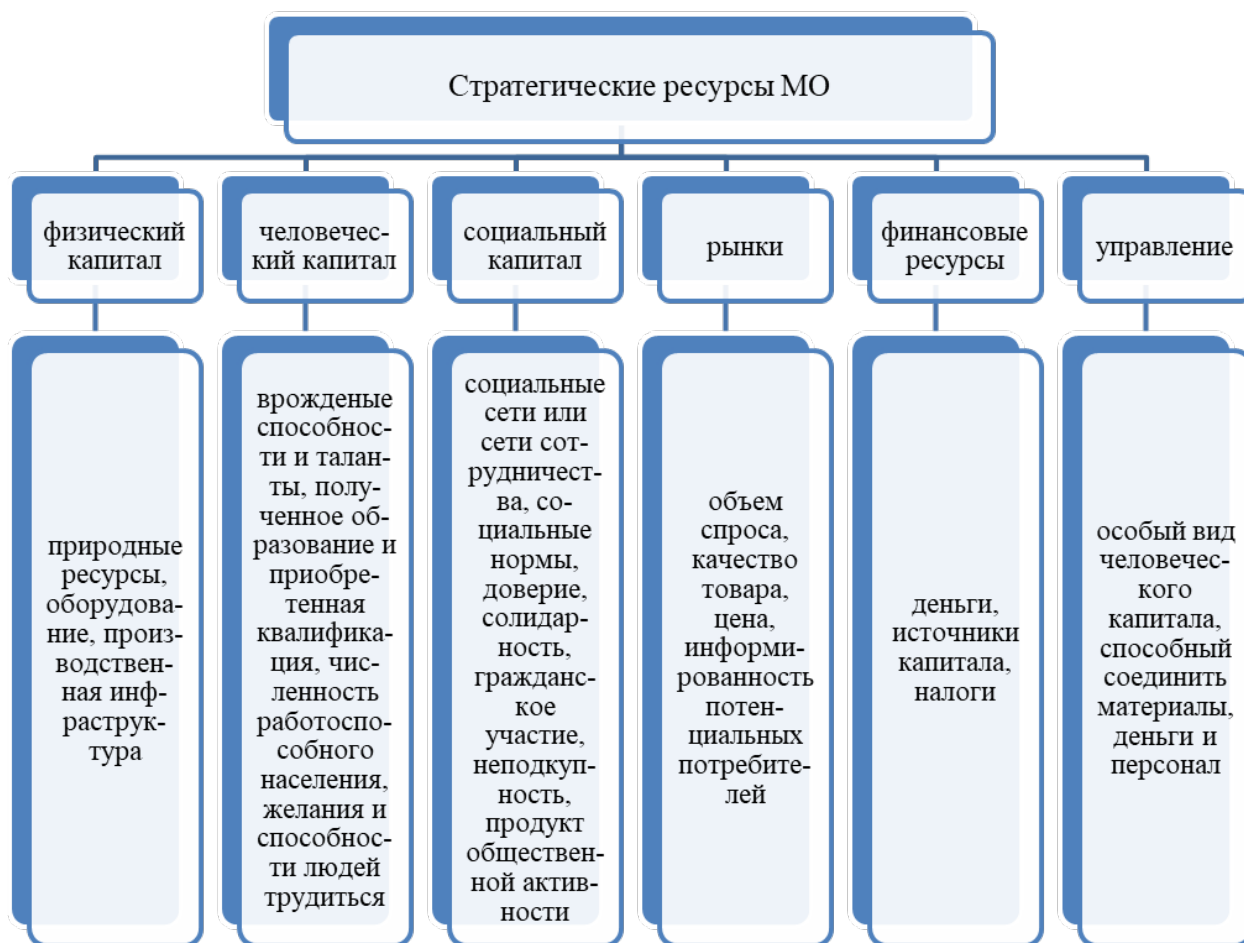 Стратегические ресурсы МО
физический
капитал
человечес-
кий капитал
социальный
капитал
рынки
финансовые
ресурсы
управление
природные
ресурсы,
оборудова-
ние, произ-
водствен-
ная инф-
раструк-
тура
врожденые
способнос-
ти и талан-
ты, полу-
ченное об-
разование и
приобре-
тенная
квалифика-
ция, чис-
ленность
работоспо-
собного
населения,
желания и
способнос-
ти людей
трудиться
социальные
сети или
сети сот-
рудничест-
ва, со-
циальные
нормы,
доверие,
солидар-
ность,
гражданс-
кое
участие,
неподкуп-
ность,
продукт
обществен-
ной актив-
ности
объем
спроса,
качество
товара,
цена,
информи-
рованность
потен-
циальных
потребите-
лей
деньги,
источники
капитала,
налоги
особый вид
человечес-
кого
капитала,
способный
соединить
материалы,
деньги и
персонал